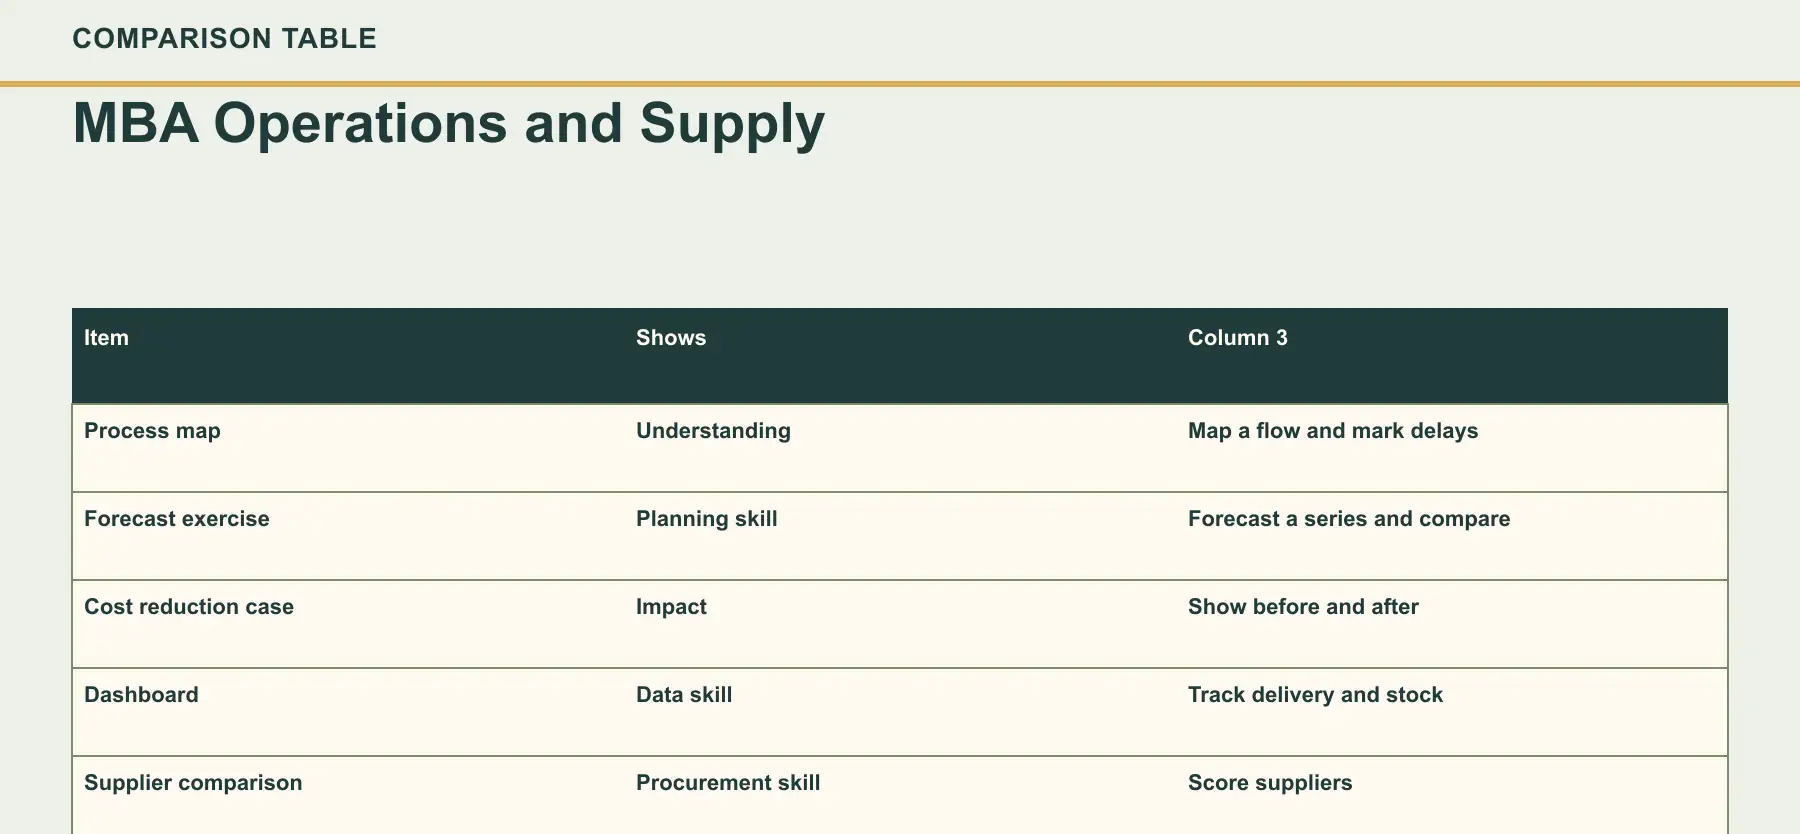 COMPARISON TABLE
MBA Operations and Supply
Item Shows Column 3
Process map Understanding Map a flow and mark delays
Forecast exercise Planning skill Forecast a series and compare
Cost reduction case Impact Show before and after
Dashboard Data skill Track delivery and stock
Supplier comparison Procurement skill Score suppliers